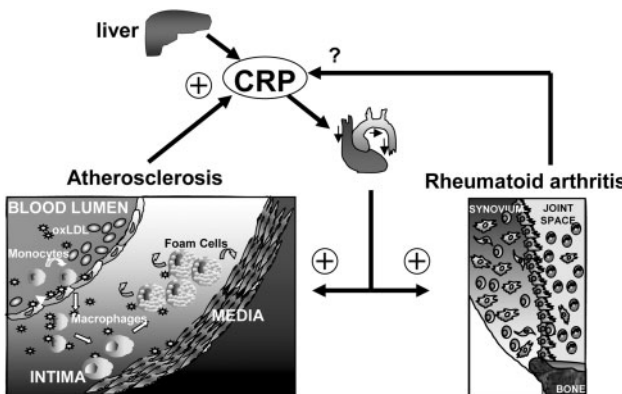 liver
?
+
CRP
Atherosclerosis
Rheumatoid arthritis
BLOOD LUMEN
oxLDL
Monocytes
Foam Cells
Macrophages
MEDIA
INTIMA
+
+
SYNOVIUM
JOINT
SPACE
BONE